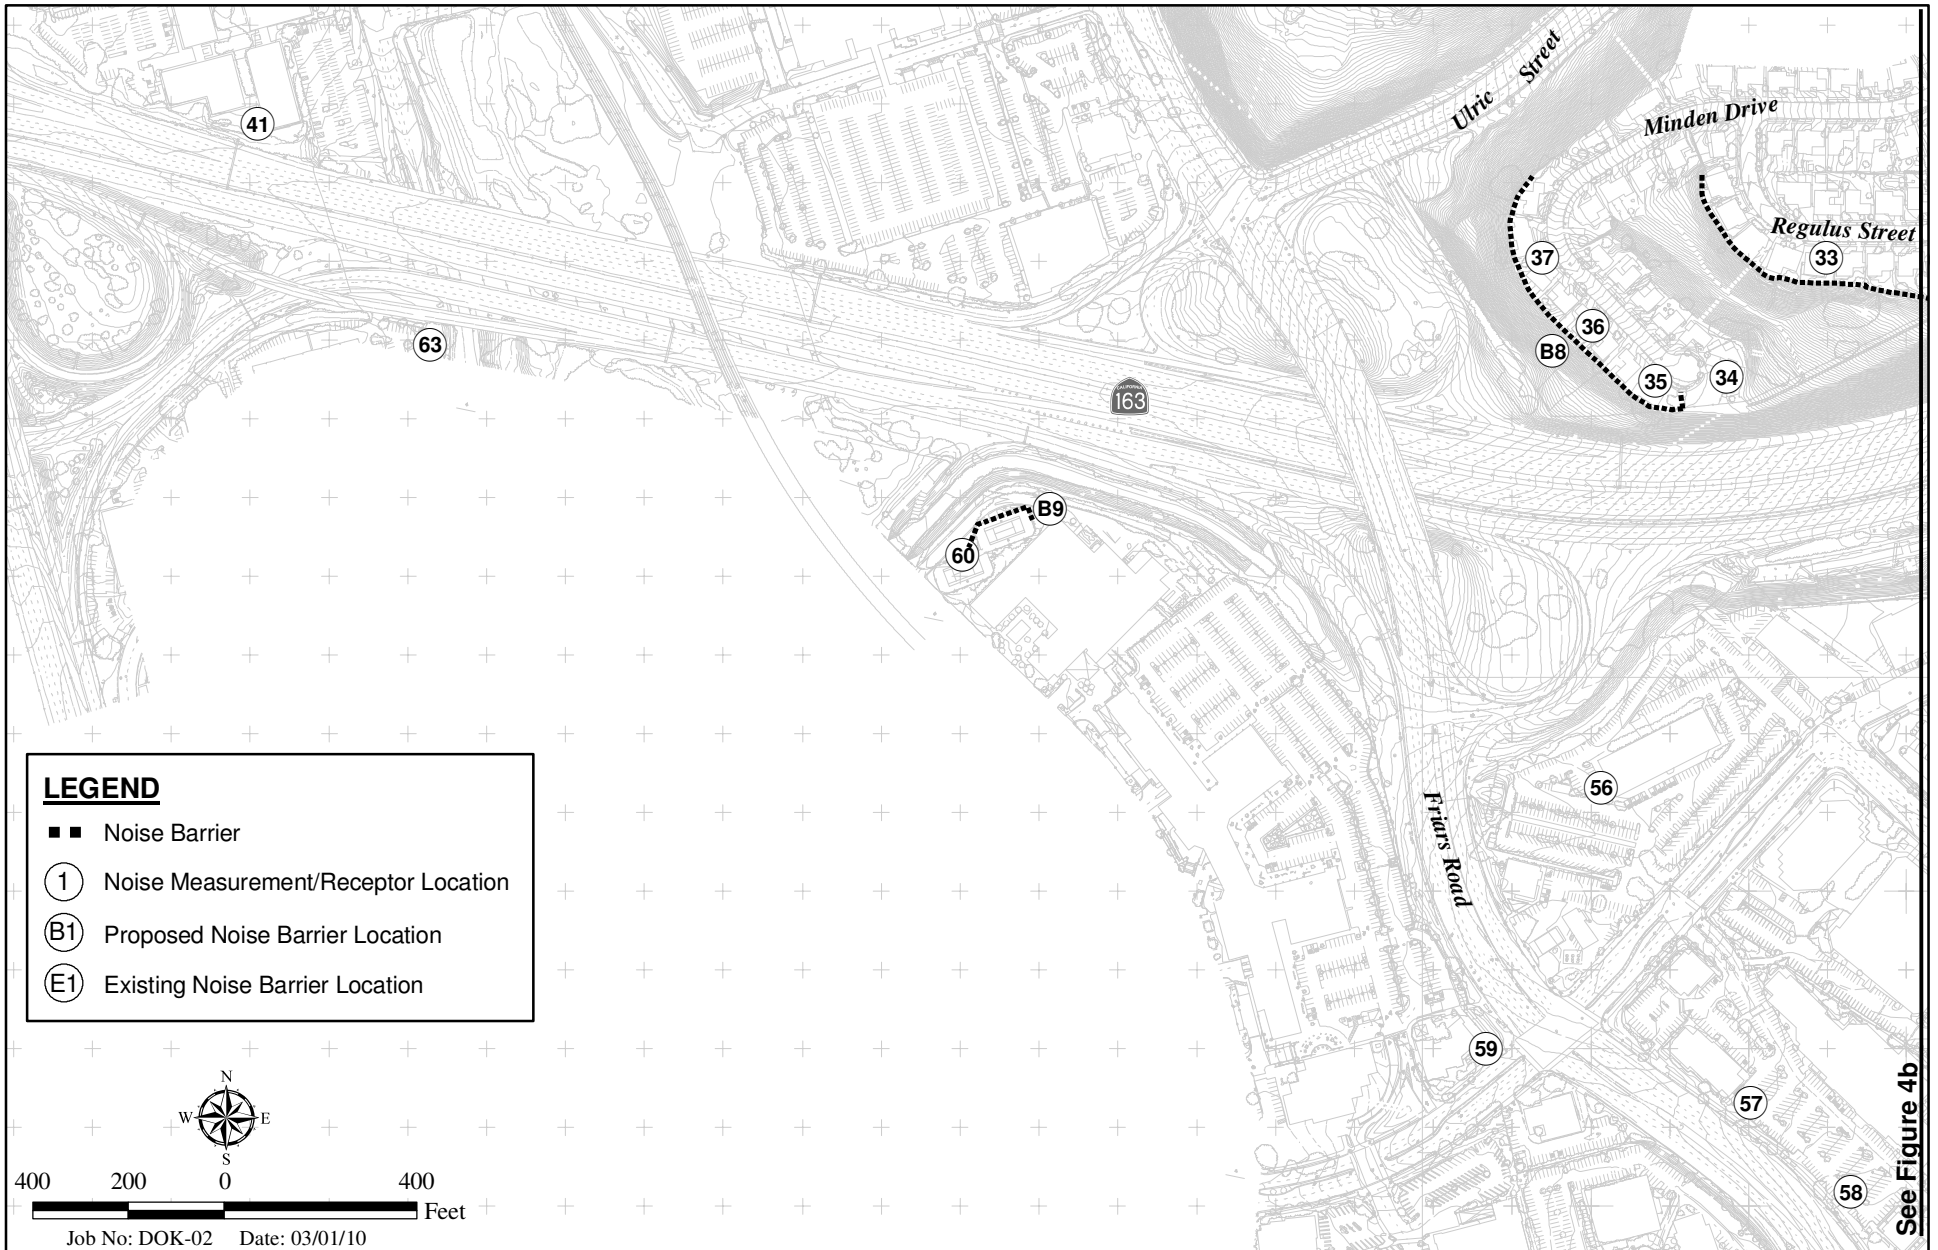 Ulric Street
Minden Drive
41
Regulus Street
37
33
36
63
B8
35
34
CALIFORNIA
163
B9
60
LEGEND
Noise Barrier
1 Noise Measurement/Receptor Location
B1 Proposed Noise Barrier Location
E1 Existing Noise Barrier Location
56
Friars Road
59
57
58
See Figure 4b
N
W E
S
400 200 0 400
Feet
Job No: DOK-02 Date: 03/01/10